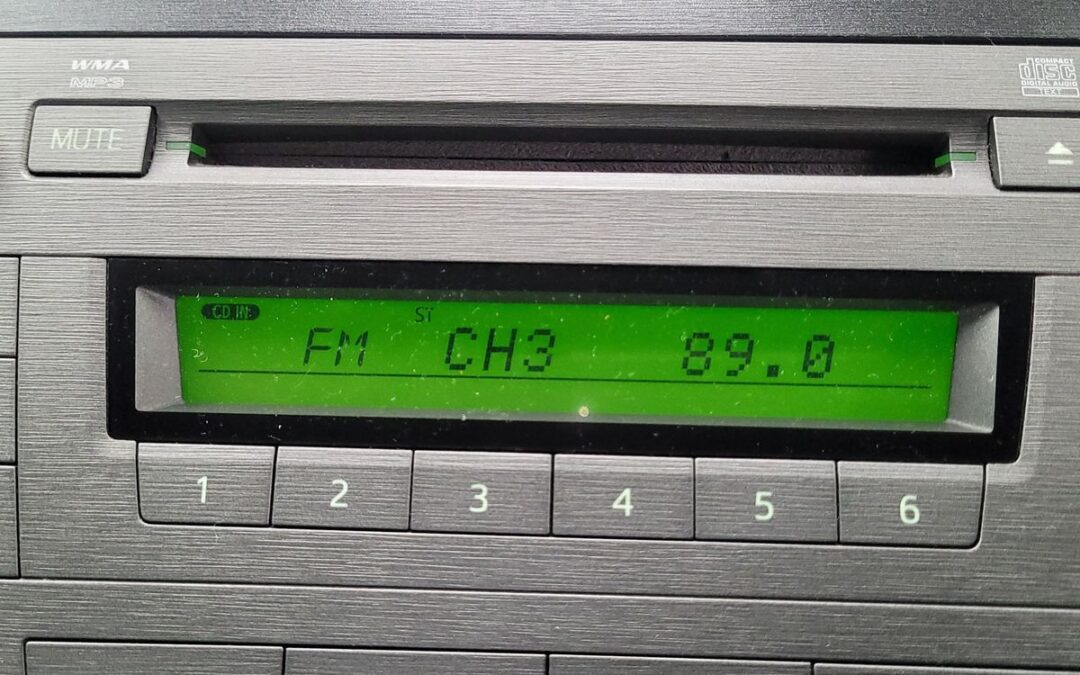 WMA
MP3
COMPACT
disc
DIGITAL AUDIO
TEXT
MUTE
CD IN
ST
FM CH3 89.0
1 2 3 4 5 6